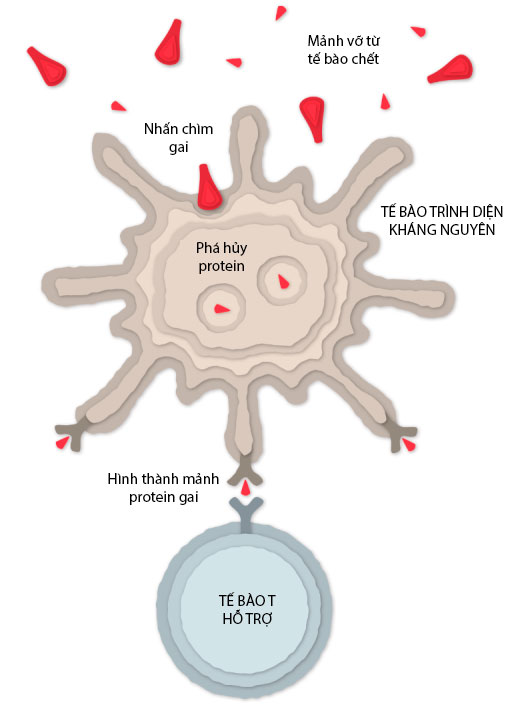 Mảnh vỡ từ
tế bào chết
Nhấn chìm
gai
TẾ BÀO TRÌNH DIỆN
KHÁNG NGUYÊN
Phá hủy
protein
Hình thành mảnh
protein gai
TẾ BÀO T
HỖ TRỢ